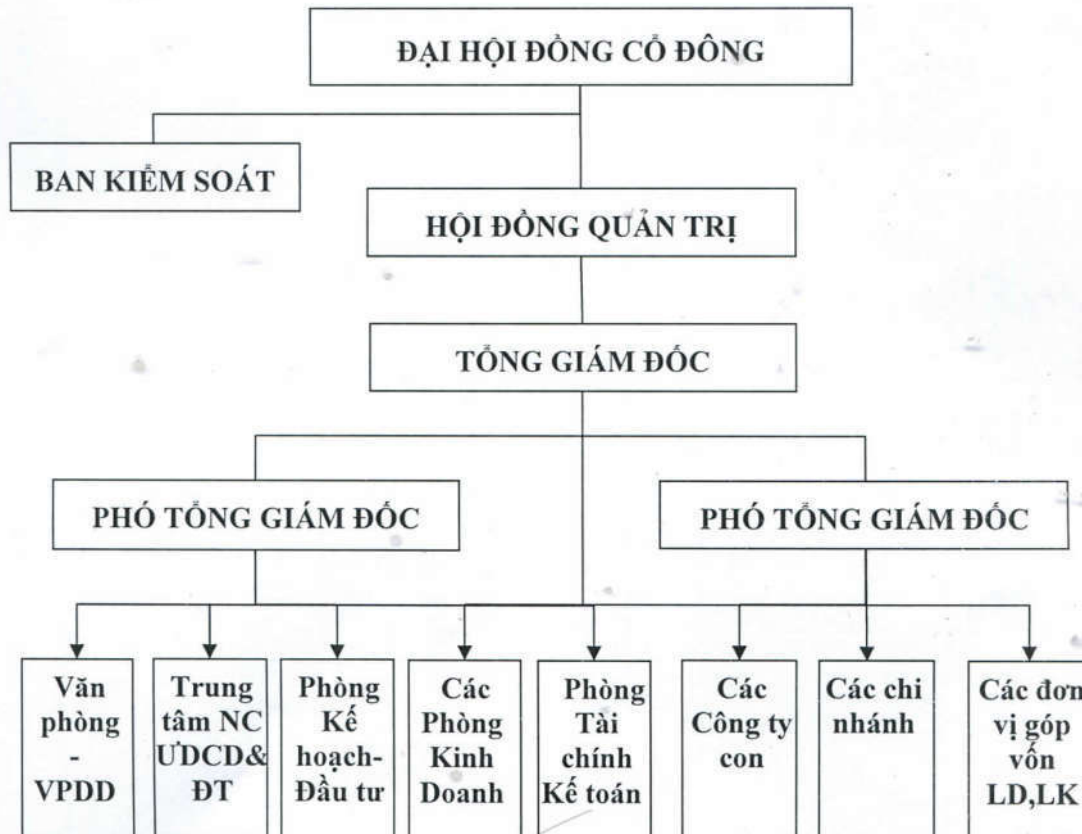 ĐẠI HỘI ĐỒNG CỔ ĐÔNG
BAN KIỂM SOÁT
HỘI ĐỒNG QUẢN TRỊ
TỔNG GIÁM ĐỐC
PHÓ TỔNG GIÁM ĐỐC
PHÓ TỔNG GIÁM ĐỐC
Văn
phòng
-
VPDD
Trung
tâm NC
ƯDCD&
ĐT
Phòng
Kế
hoạch-
Đầu tư
Các
Phòng
Kinh
Doanh
Phòng
Tài
chính
Kế toán
Các
Công ty
con
Các chi
nhánh
Các đơn
vị góp
vốn
LD,LK